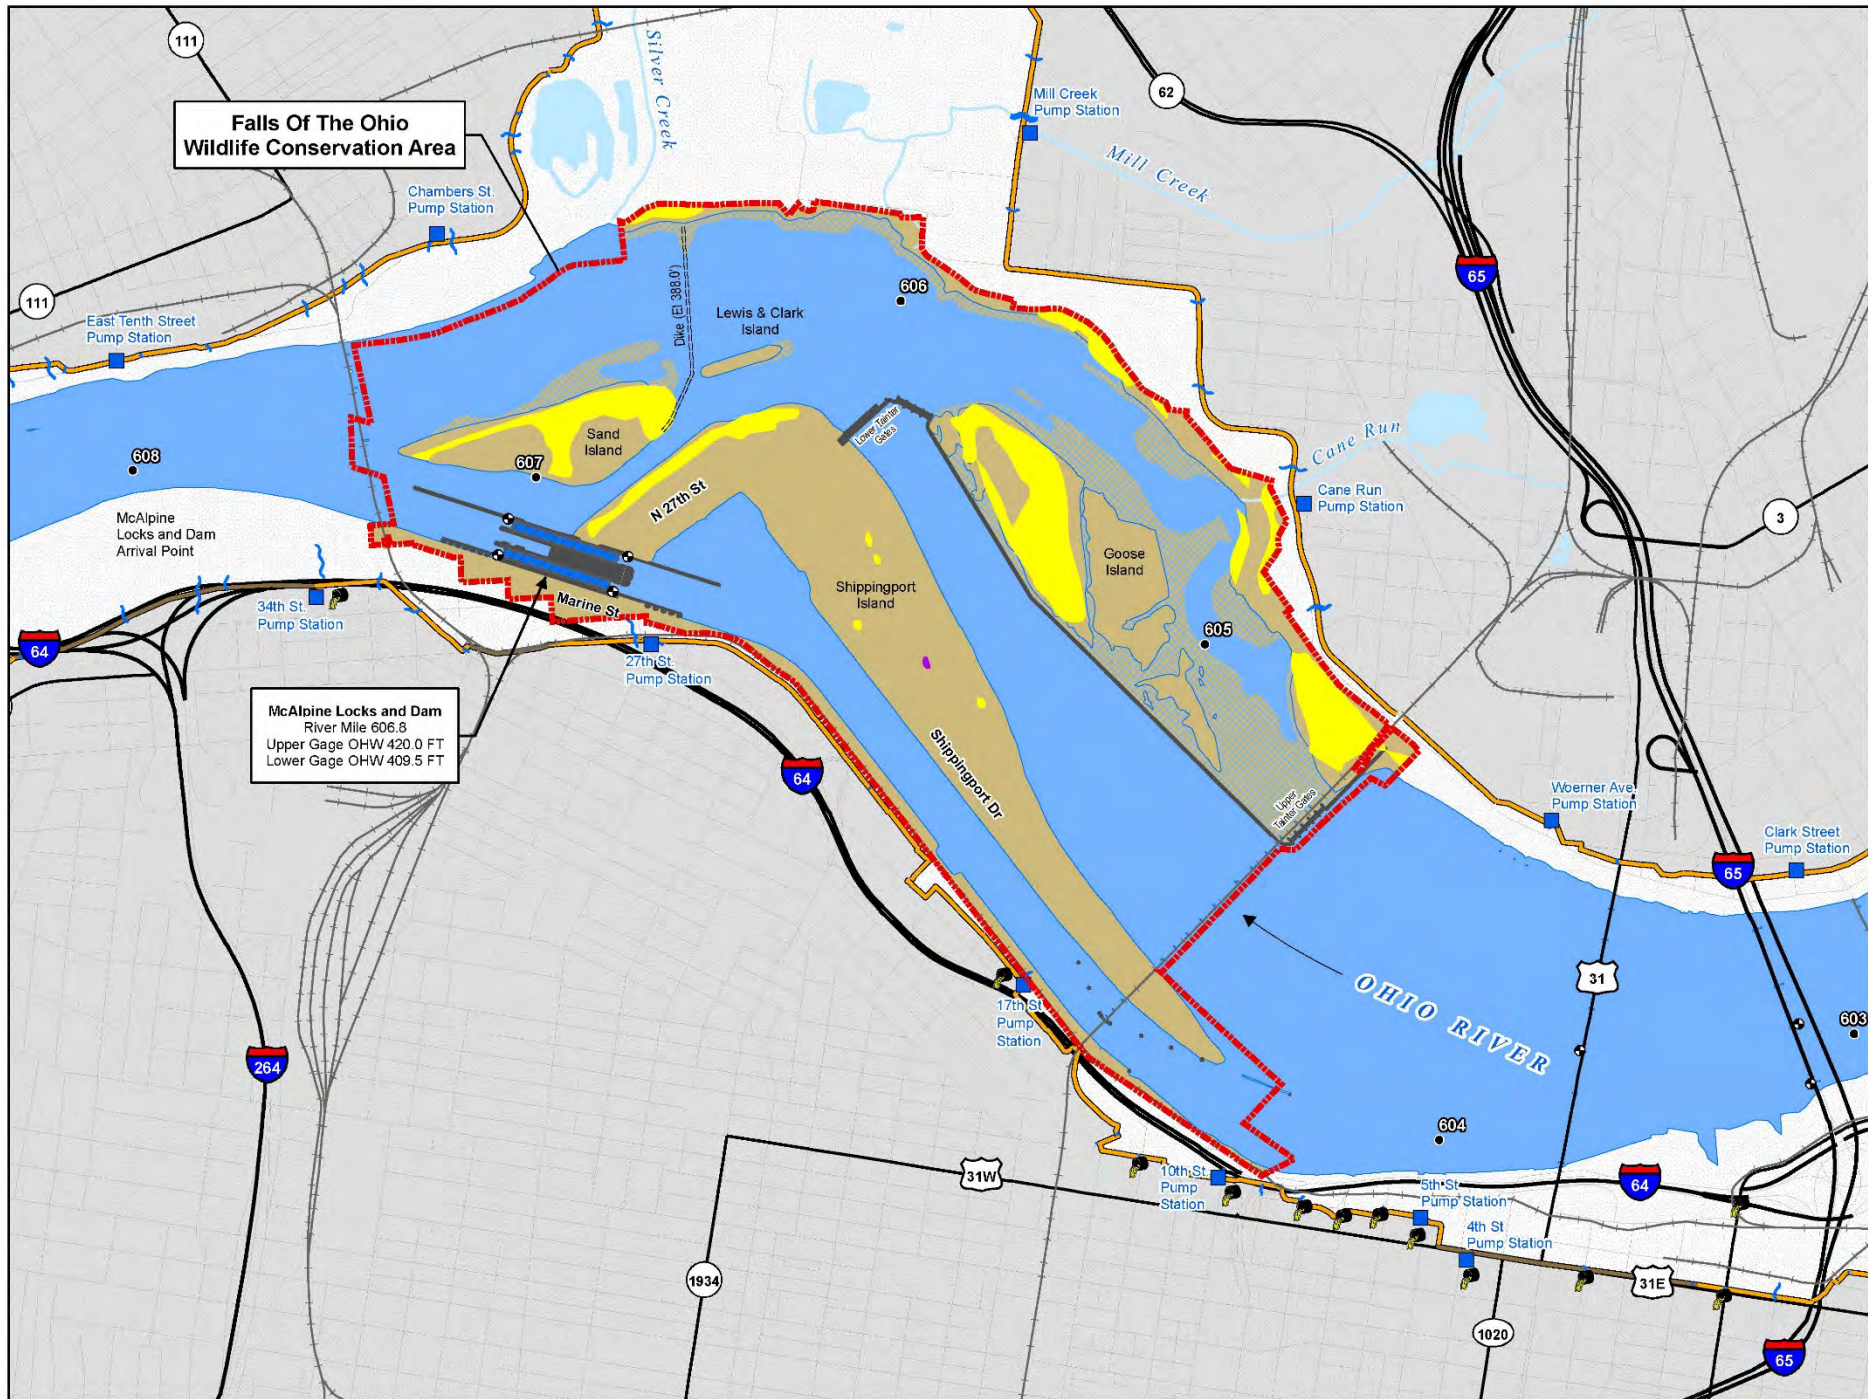 111
Silver Creek
Falls Of The Ohio
Wildlife Conservation Area
62
Mill Creek
Pump Station
Mill Creek
Chambers St.
Pump Station
111
65
East Tenth Street
Pump Station
Dike (El 388.0')
Lewis & Clark
Island
606
Sand
Island
Lower Tainter
Gates
Cane Run
607
608
N 27th St
Cane Run
Pump Station
3
McAlpine
Locks and Dam
Arrival Point
Goose
Island
Shippingport
Island
34th St.
Pump Station
Marine St
605
64
27th St.
Pump Station
McAlpine Locks and Dam
River Mile 606.8
Upper Gage OHW 420.0 FT
Lower Gage OHW 409.5 FT
64
Shippingport Dr
Upper
Tainter Gates
Woerner Ave.
Pump Station
Clark Street
Pump Station
65
31
17th St
Pump
Station
OHIO RIVER
603
264
604
31W
10th St.
Pump
Station
5th St
Pump Station
64
4th St
Pump Station
1934
31E
1020
65